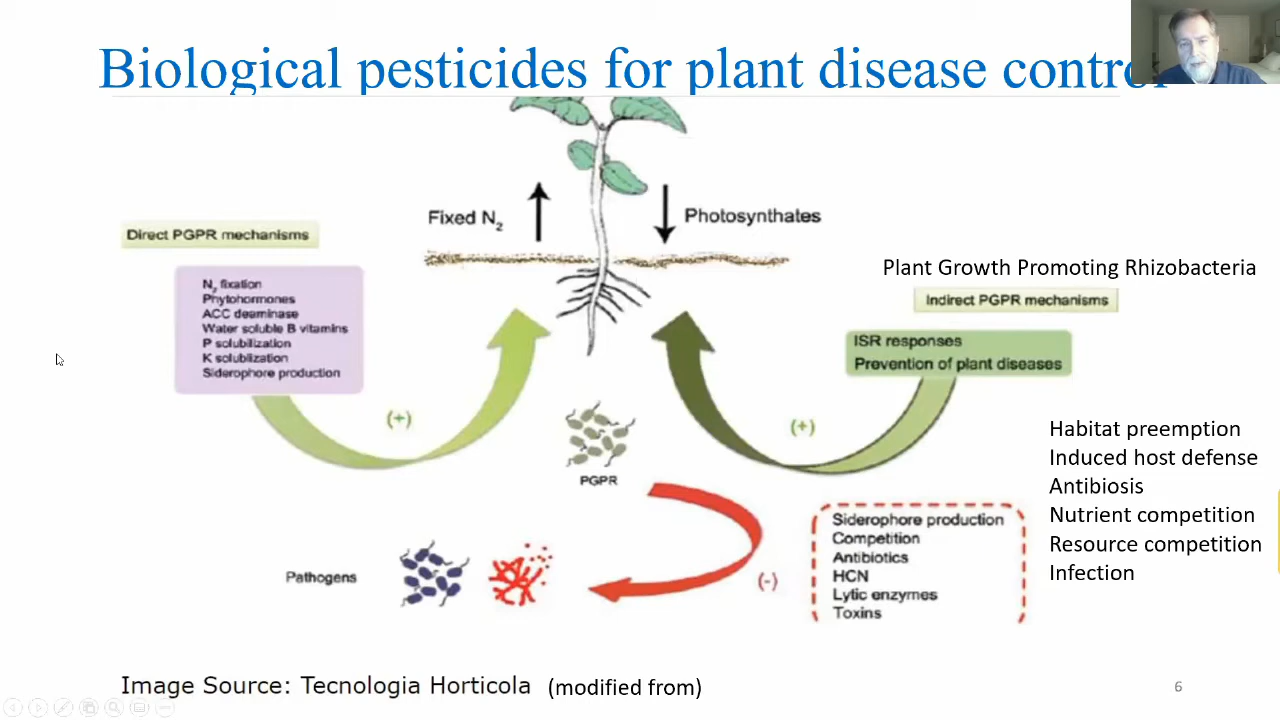 Biological pesticides for plant disease control
Fixed N2
Photosynthates
Direct PGPR mechanisms
N2 fixation
Phytohormones
ACC deaminase
Water soluble B vitamins
P solubilization
K solublization
Siderophore production
Plant Growth Promoting Rhizobacteria
Indirect PGPR mechanisms
ISR responses
Prevention of plant diseases
(+)
(+)
PGPR
Habitat preemption
Induced host defense
Antibiosis
Nutrient competition
Resource competition
Infection
Siderophore production
Competition
Antibiotics
HCN
Lytic enzymes
Toxins
Pathogens
(-)
Image Source: Tecnologia Horticola (modified from)
6